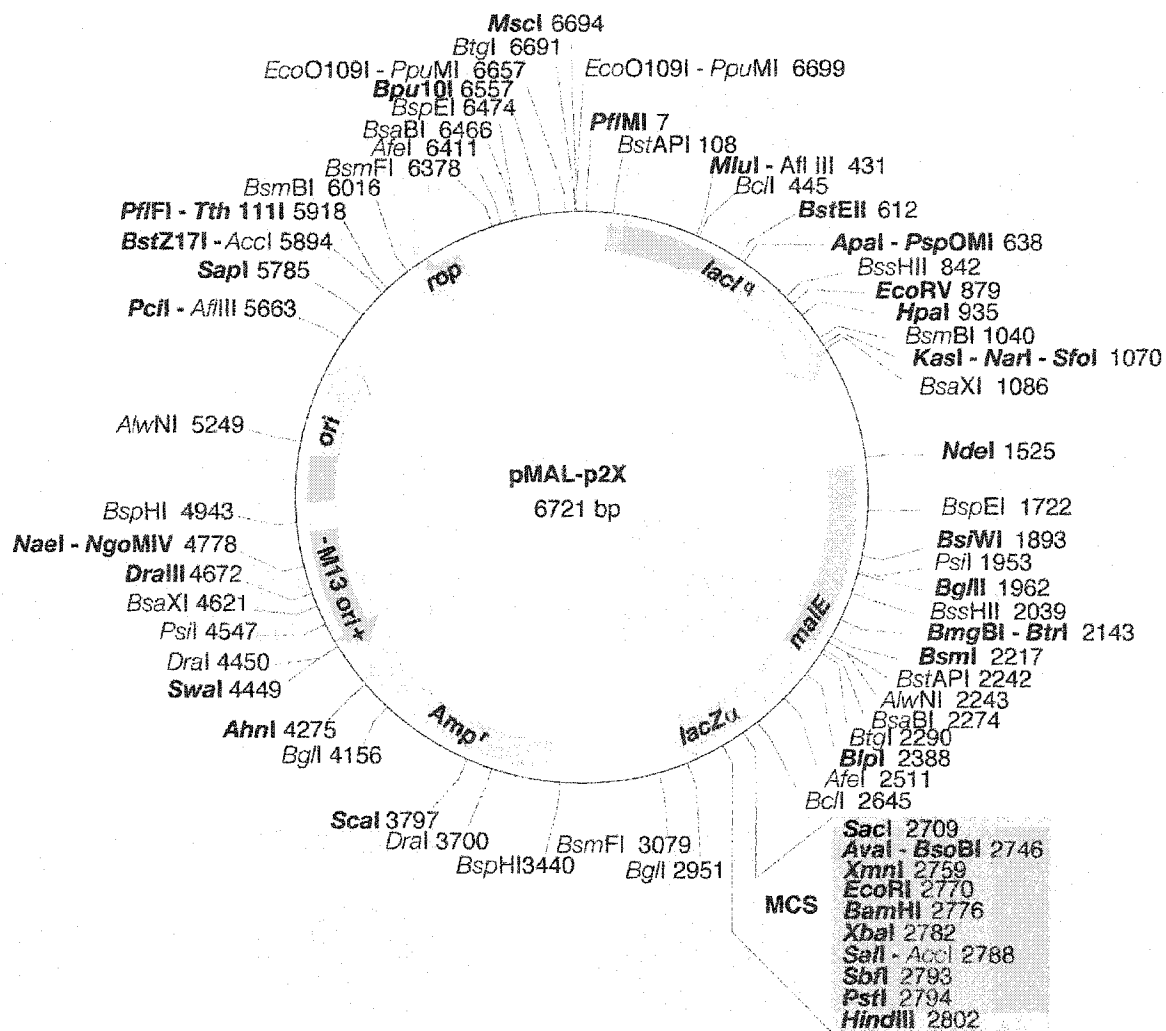 MscI 6694
BtgI 6691
EcoO109I - PpuMI 6657
EcoO109I - PpuMI 6699
Bpu10I 6557
BspEI 6474
BsaBI 6466
AfeI 6411
BsmFI 6378
BsmBI 6016
PflFI - Tth 111I 5918
BstZ17I - AccI 5894
SapI 5785
PciI - AflIII 5663
AlwNI 5249
BspHI 4943
NaeI - NgoMIV 4778
DraIII 4672
BsaXI 4621
PsiI 4547
DraI 4450
SwaI 4449
AhnI 4275
BglI 4156
ScaI 3797
DraI 3700
BspHI3440
BsmFI 3079
BglI 2951
PflMI 7
BstAPI 108
MluI - Afl III 431
BclI 445
BstEII 612
ApaI - PspOMI 638
BssHII 842
EcoRV 879
HpaI 935
BsmBI 1040
KasI - NarI - SfoI 1070
BsaXI 1086
NdeI 1525
BspEI 1722
BsiWI 1893
PsiI 1953
BglII 1962
BssHII 2039
BmgBI - BtrI 2143
BsmI 2217
BstAPI 2242
AlwNI 2243
BsaBI 2274
BtgI 2290
BlpI 2388
AfeI 2511
BclI 2645
MCS
SacI 2709
AvaI - BsoBI 2746
XmnI 2759
EcoRI 2770
BamHI 2776
XbaI 2782
SalI - AccI 2788
SbfI 2793
PstI 2794
HindIII 2802
rop
lacI q
ori
pMAL-p2X
6721 bp
-M13 ori+
malE
Amp r
lacZα